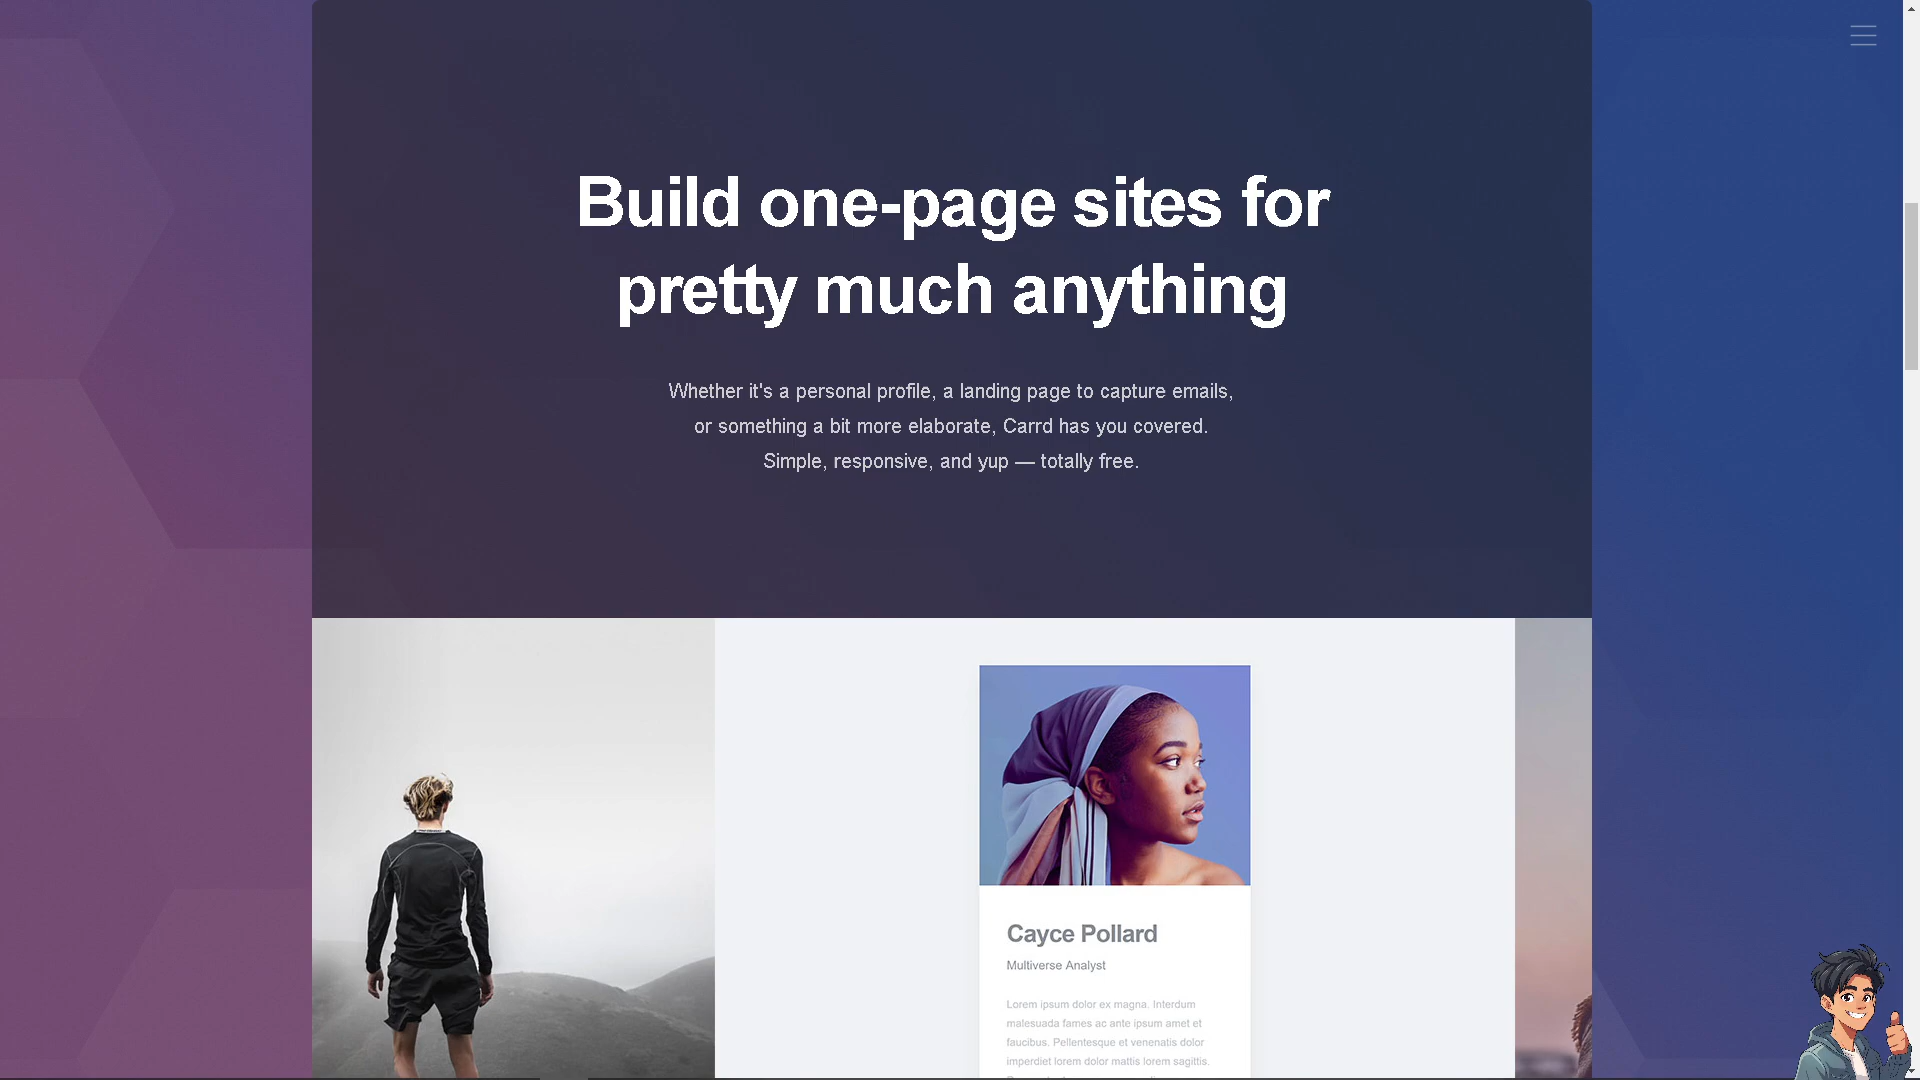 Build one-page sites for
pretty much anything
Whether it's a personal profile, a landing page to capture emails,
or something a bit more elaborate, Carrd has you covered.
Simple, responsive, and yup — totally free.
Cayce Pollard
Multiverse Analyst
Lorem ipsum dolor ex magna. Interdum
malesuada fames ac ante ipsum amet et
faucibus. Pellentesque et venenatis dolor
imperdiet lorem dolor mattis lorem sagittis.